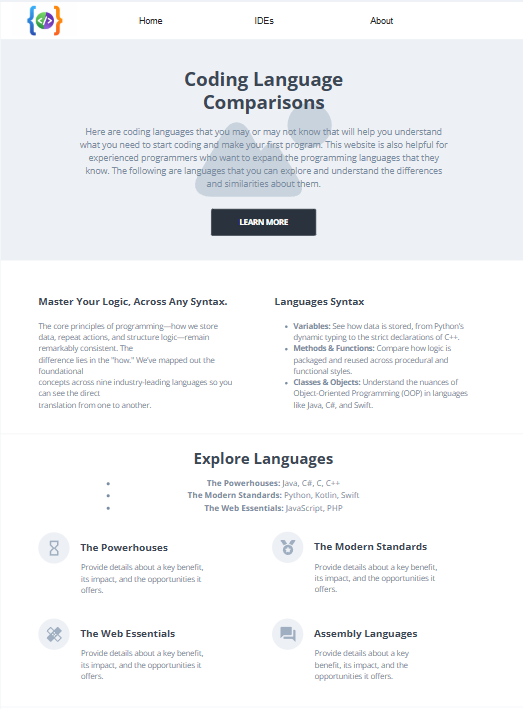 </>
Home IDEs About
Coding Language
Comparisons
Here are coding languages that you may or may not know that will help you understand
what you need to start coding and make your first program. This website is also helpful for
experienced programmers who want to expand the programming languages that they
know. The following are languages that you can explore and understand the differences
and similarities about them.
LEARN MORE
Master Your Logic, Across Any Syntax.
The core principles of programming—how we store
data, repeat actions, and structure logic—remain
remarkably consistent. The
difference lies in the "how." We've mapped out the
foundational
concepts across nine industry-leading languages so you
can see the direct
translation from one to another.
Languages Syntax
• Variables: See how data is stored, from Python's
dynamic typing to the strict declarations of C++.
• Methods & Functions: Compare how logic is
packaged and reused across procedural and
functional styles.
• Classes & Objects: Understand the nuances of
Object-Oriented Programming (OOP) in languages
like Java, C#, and Swift.
Explore Languages
• The Powerhouses: Java, C#, C, C++
• The Modern Standards: Python, Kotlin, Swift
• The Web Essentials: JavaScript, PHP
The Powerhouses
Provide details about a key benefit,
its impact, and the opportunities it
offers.
The Modern Standards
Provide details about a key benefit,
its impact, and the opportunities it
offers.
The Web Essentials
Provide details about a key benefit,
its impact, and the opportunities it
offers.
Assembly Languages
Provide details about a key
benefit, its impact, and the
opportunities it offers.